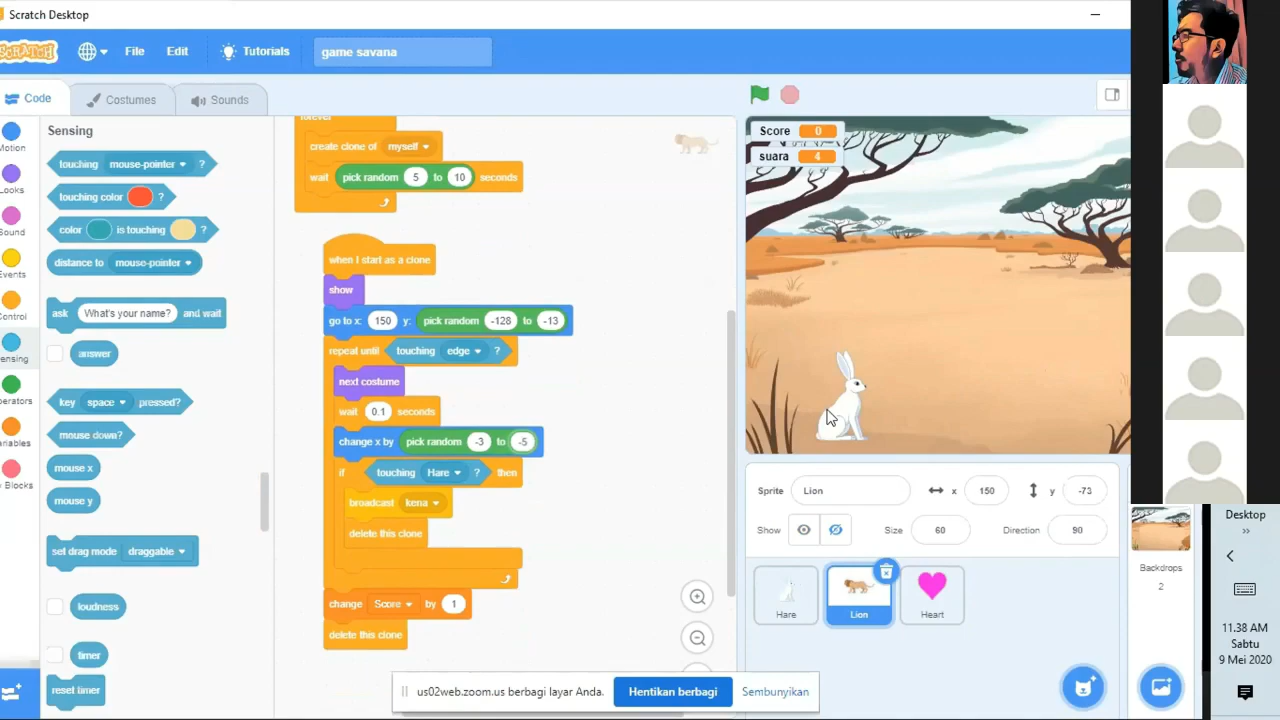 Scratch Desktop
SCRATCH
File
Edit
Tutorials
game savana
Code
Costumes
Sounds
Motion
Looks
Sound
Events
Control
Sensing
Operators
Variables
My Blocks
Sensing
touching mouse-pointer ?
touching color ?
color is touching ?
distance to mouse-pointer
ask What's your name? and wait
answer
key space pressed?
mouse down?
mouse x
mouse y
set drag mode draggable
loudness
timer
reset timer
forever
create clone of myself
wait pick random 5 to 10 seconds
when I start as a clone
show
go to x: 150 y: pick random -128 to -13
repeat until touching edge ?
next costume
wait 0.1 seconds
change x by pick random -3 to -5
if touching Hare ? then
broadcast kena
delete this clone
change Score by 1
delete this clone
Score 0
suara 4
Sprite Lion x 150 y -73
Show Size 60 Direction 90
Hare
Lion
Heart
Backdrops
2
us02web.zoom.us berbagi layar Anda.
Hentikan berbagi
Sembunyikan
Desktop
11.38 AM
Sabtu
9 Mei 2020